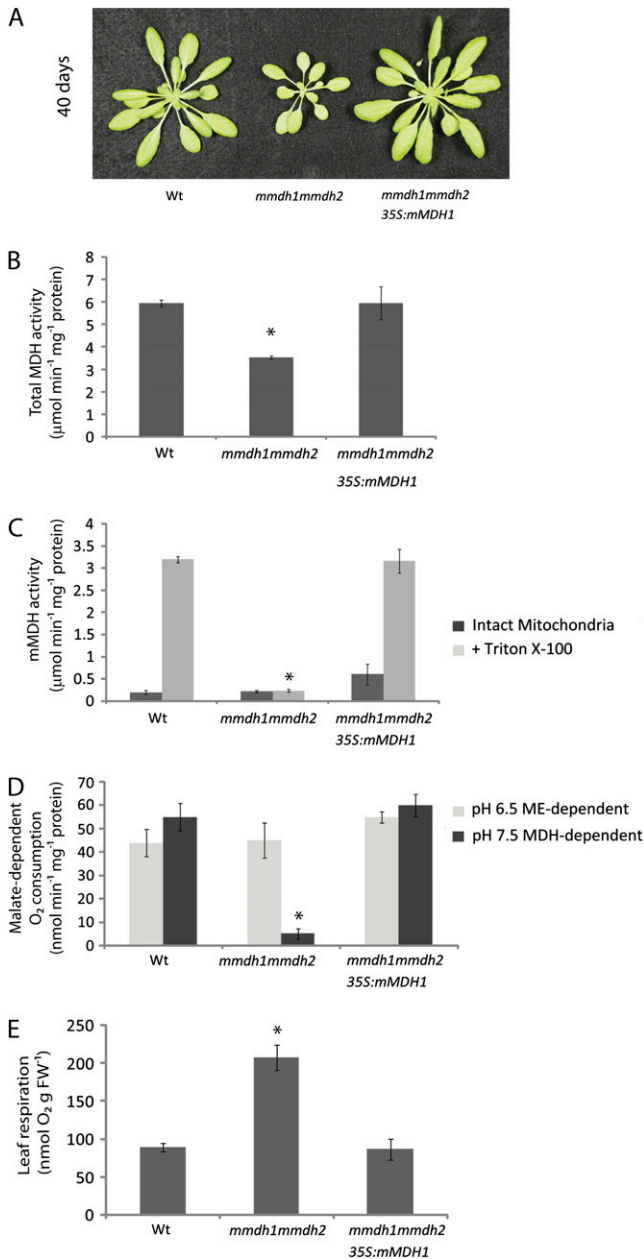 A
40 days
Wt
mmdh1mmdh2
mmdh1mmdh2
35S:mMDH1
B
Total MDH activity
(µmol min⁻¹ mg⁻¹ protein)
8
7
6
5
4
3
2
1
0
*
Wt
mmdh1mmdh2
mmdh1mmdh2
35S:mMDH1
C
mMDH activity
(µmol min⁻¹ mg⁻¹ protein)
4
3.5
3
2.5
2
1.5
1
0.5
0
*
Wt
mmdh1mmdh2
mmdh1mmdh2
35S:mMDH1
Intact Mitochondria
+ Triton X-100
D
Malate-dependent
O₂ consumption
(nmol min⁻¹ mg⁻¹ protein)
70
60
50
40
30
20
10
0
*
Wt
mmdh1mmdh2
mmdh1mmdh2
35S:mMDH1
pH 6.5 ME-dependent
pH 7.5 MDH-dependent
E
Leaf respiration
(nmol O₂ g FW⁻¹)
250
200
150
100
50
0
*
Wt
mmdh1mmdh2
mmdh1mmdh2
35S:mMDH1